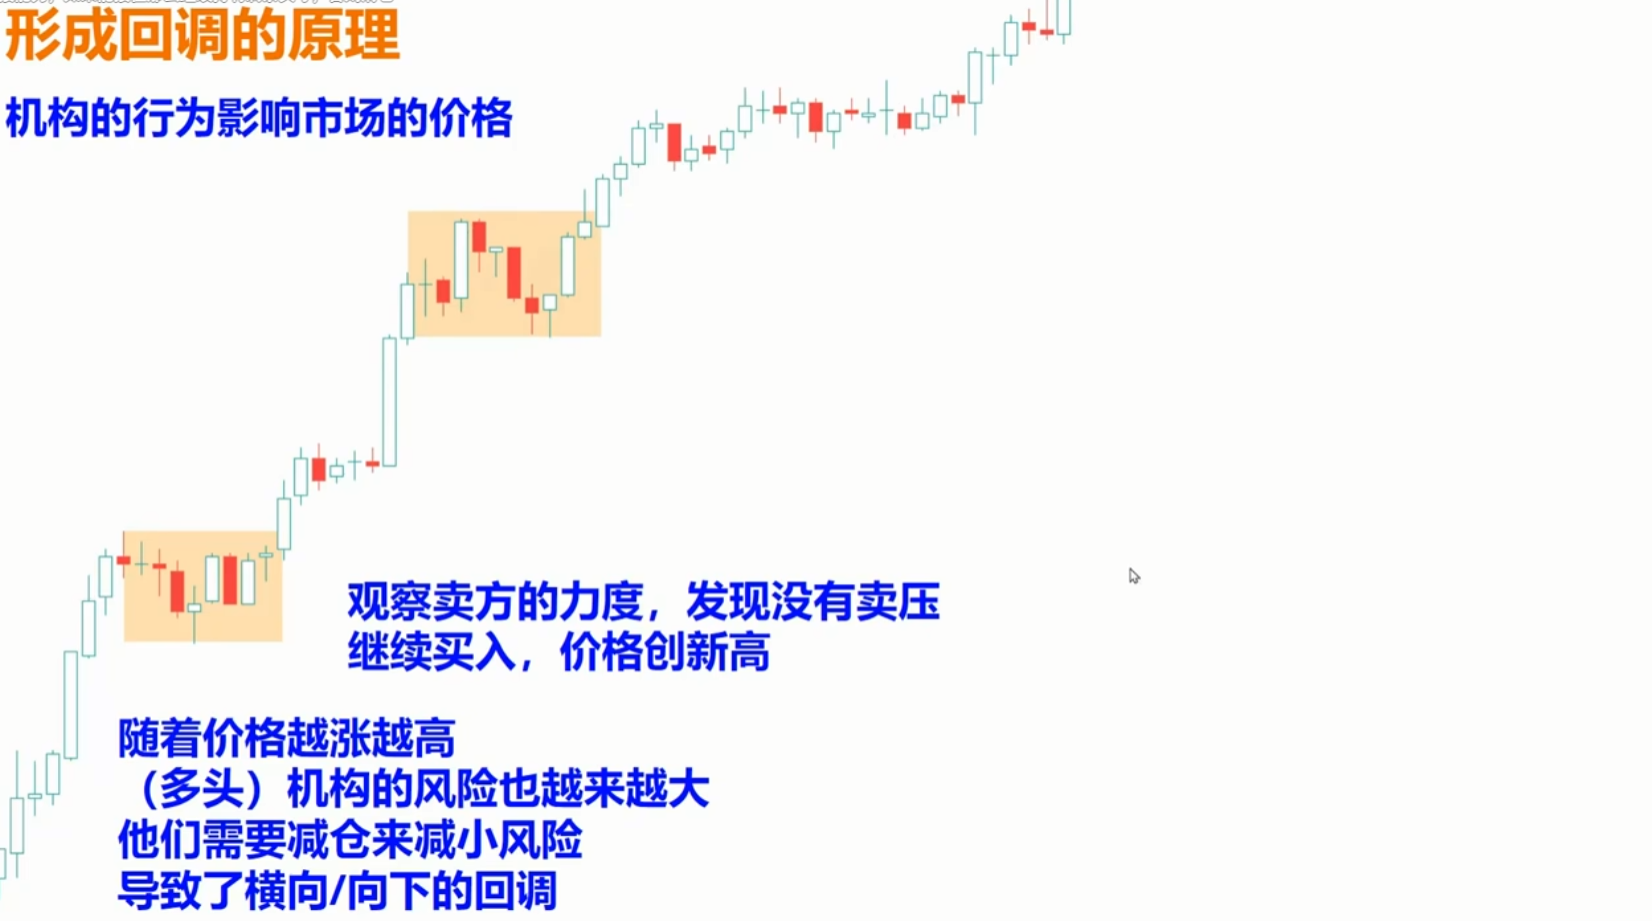 形成回调的原理
机构的行为影响市场的价格
观察卖方的力度，发现没有卖压
继续买入，价格创新高
随着价格越涨越高
（多头）机构的风险也越来越大
他们需要减仓来减小风险
导致了横向/向下的回调